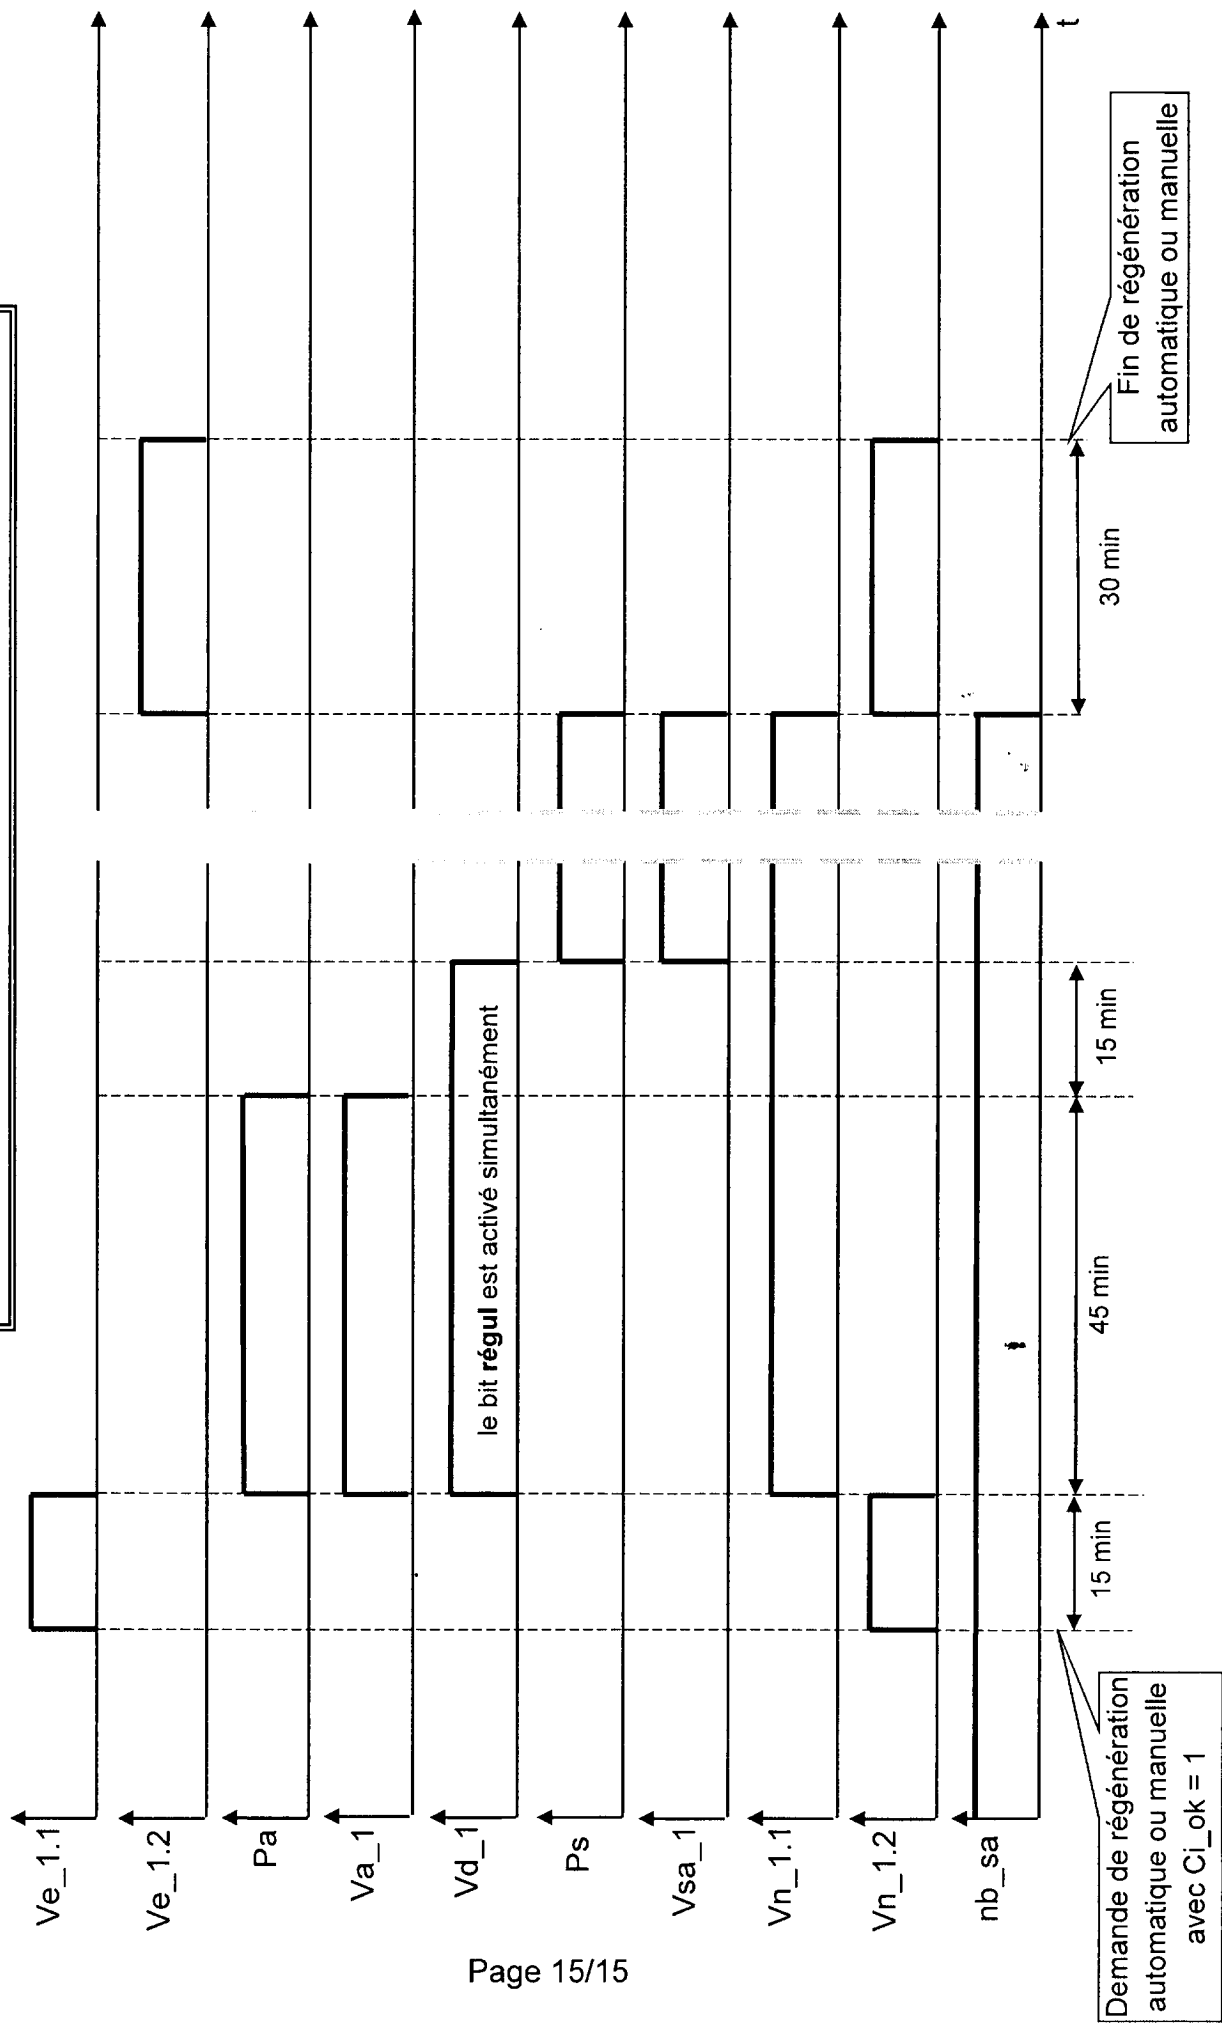 Ve_1.1
Ve_1.2
Pa
Va_1
Vd_1
le bit régul est activé simultanément
Ps
Vsa_1
Vn_1.1
Vn_1.2
nb_sa
t
15 min
45 min
15 min
30 min
Demande de régénération
automatique ou manuelle
avec Ci_ok = 1
Fin de régénération
automatique ou manuelle
Page 15/15